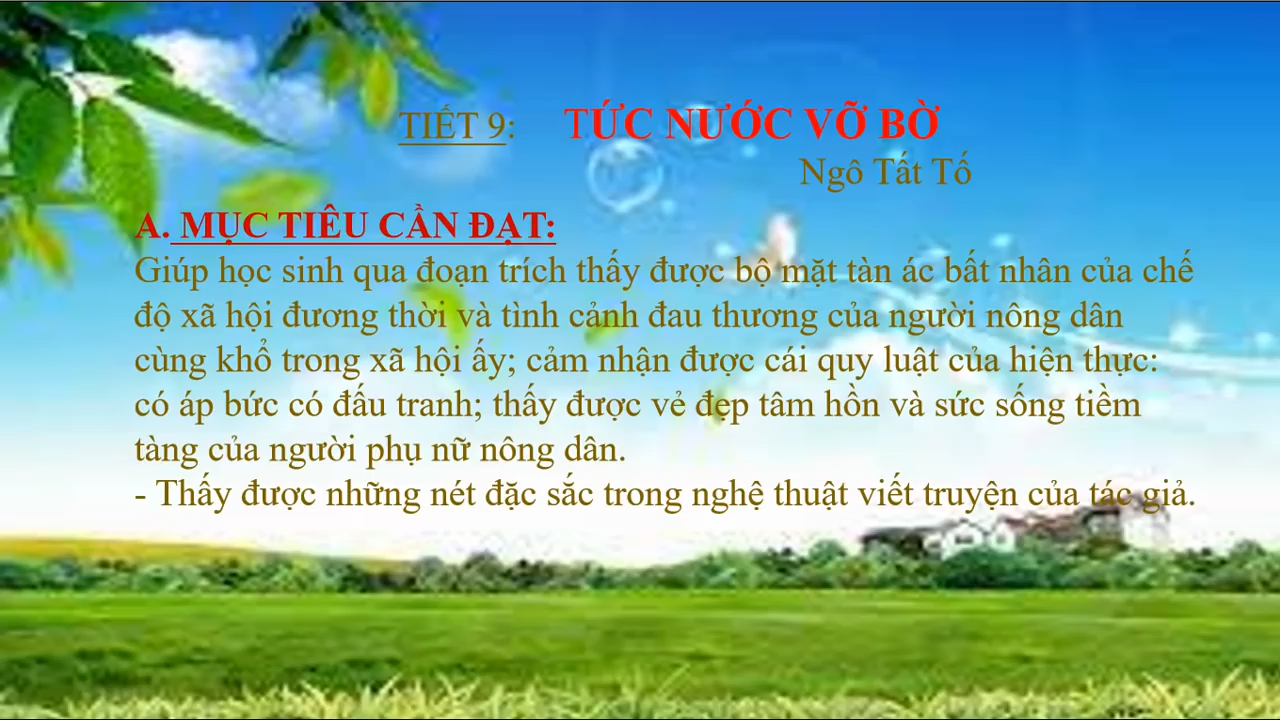 TIẾT 9: TỨC NƯỚC VỠ BỜ
Ngô Tất Tố
A. MỤC TIÊU CẦN ĐẠT:
Giúp học sinh qua đoạn trích thấy được bộ mặt tàn ác bất nhân của chế
độ xã hội đương thời và tình cảnh đau thương của người nông dân
cùng khổ trong xã hội ấy; cảm nhận được cái quy luật của hiện thực:
có áp bức có đấu tranh; thấy được vẻ đẹp tâm hồn và sức sống tiềm
tàng của người phụ nữ nông dân.
- Thấy được những nét đặc sắc trong nghệ thuật viết truyện của tác giả.